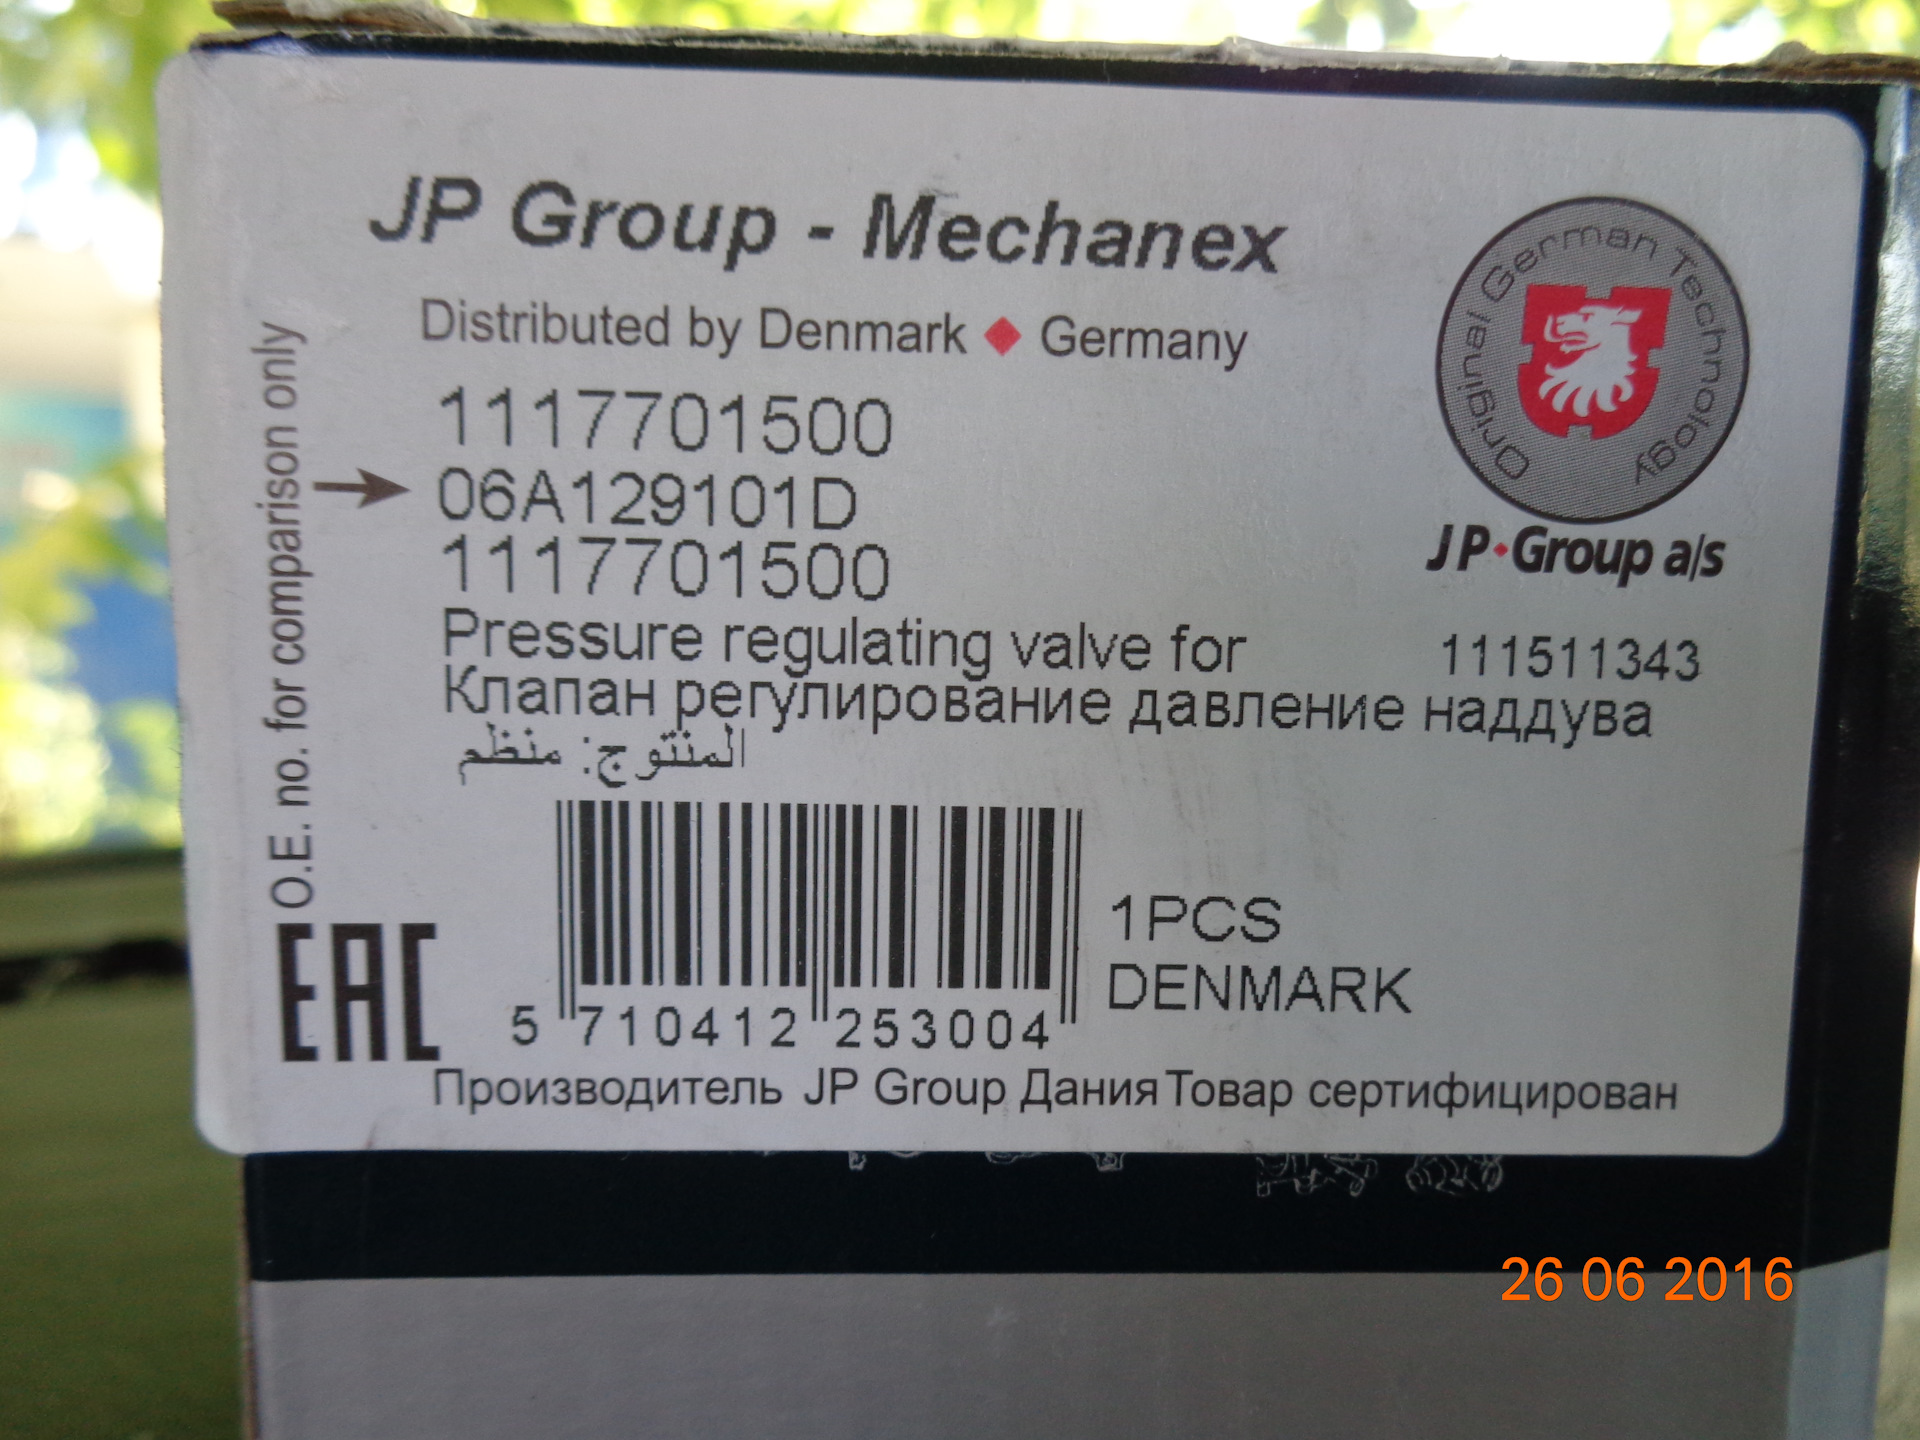 JP Group - Mechanex
Distributed by Denmark ♦ Germany
Original German Technology
JP♦Group a/s
O.E. no. for comparison only
1117701500
06A129101D
1117701500
Pressure regulating valve for 111511343
Клапан регулирование давление наддува
المنتوج: منظم
1PCS
DENMARK
5 710412 253004
EAC
Производитель JP Group Дания Товар сертифицирован
26 06 2016